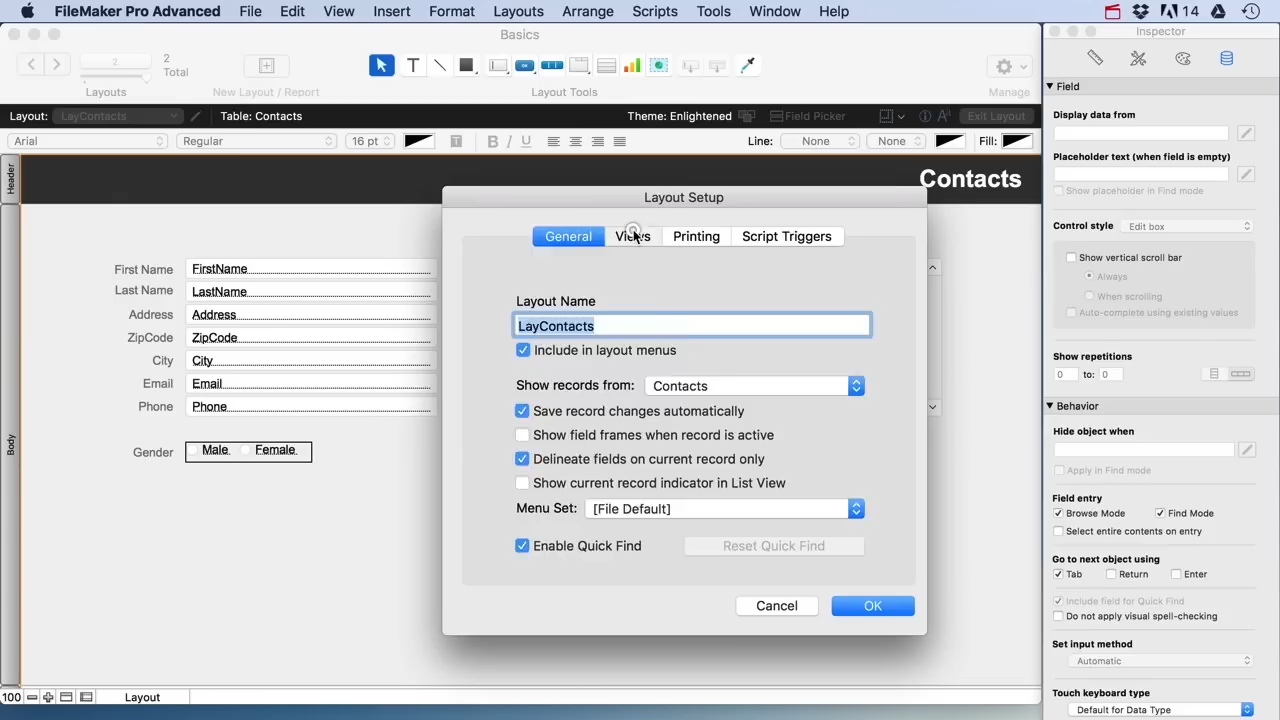 FileMaker Pro Advanced File Edit View Insert Format Layouts Arrange Scripts Tools Window Help 14
Basics
Inspector
2
2
Total
Layouts
New Layout / Report
Layout Tools
Manage
Layout: LayContacts Table: Contacts Theme: Enlightened Field Picker Exit Layout
Arial Regular 16 pt B I U Line: None None Fill:
Header
Contacts
Body
First Name FirstName
Last Name LastName
Address Address
ZipCode ZipCode
City City
Email Email
Phone Phone
Gender Male Female
Layout Setup
General Views Printing Script Triggers
Layout Name
LayContacts
Include in layout menus
Show records from: Contacts
Save record changes automatically
Show field frames when record is active
Delineate fields on current record only
Show current record indicator in List View
Menu Set: [File Default]
Enable Quick Find Reset Quick Find
Cancel OK
Field
Display data from
Placeholder text (when field is empty)
Show placeholder in Find mode
Control style Edit box
Show vertical scroll bar
Always
When scrolling
Auto-complete using existing values
Show repetitions
0 to: 0
Behavior
Hide object when
Apply in Find mode
Field entry
Browse Mode Find Mode
Select entire contents on entry
Go to next object using
Tab Return Enter
Include field for Quick Find
Do not apply visual spell-checking
Set input method
Automatic
Touch keyboard type
Default for Data Type
100 Layout